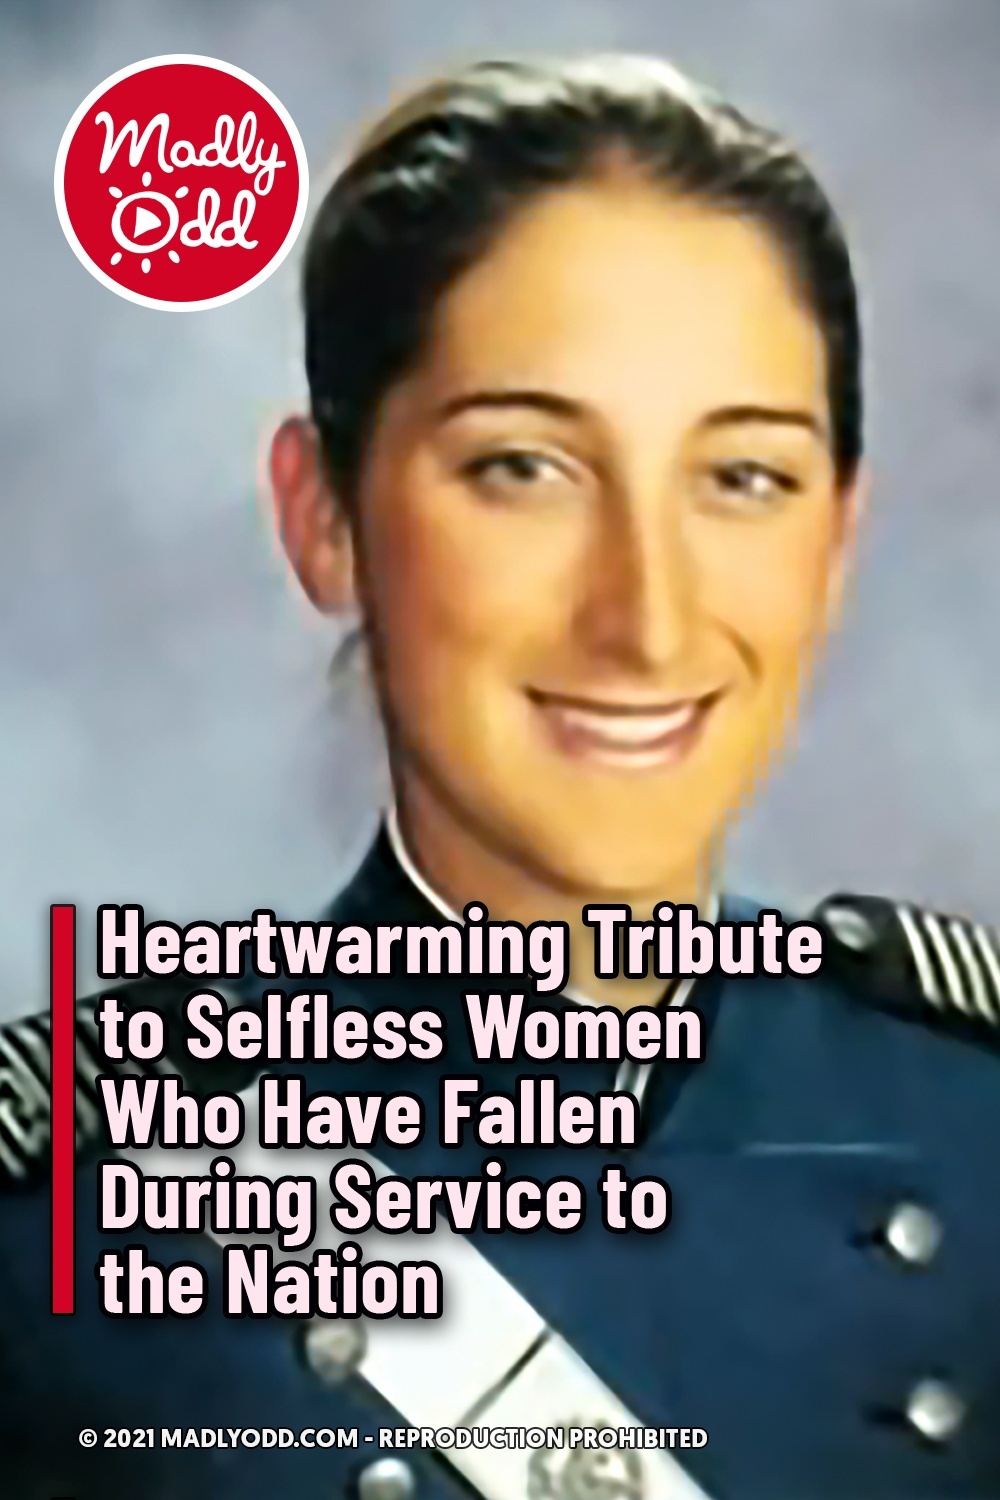 Madly
Odd
Heartwarming Tribute
to Selfless Women
Who Have Fallen
During Service to
the Nation
© 2021 MADLYODD.COM - REPRODUCTION PROHIBITED